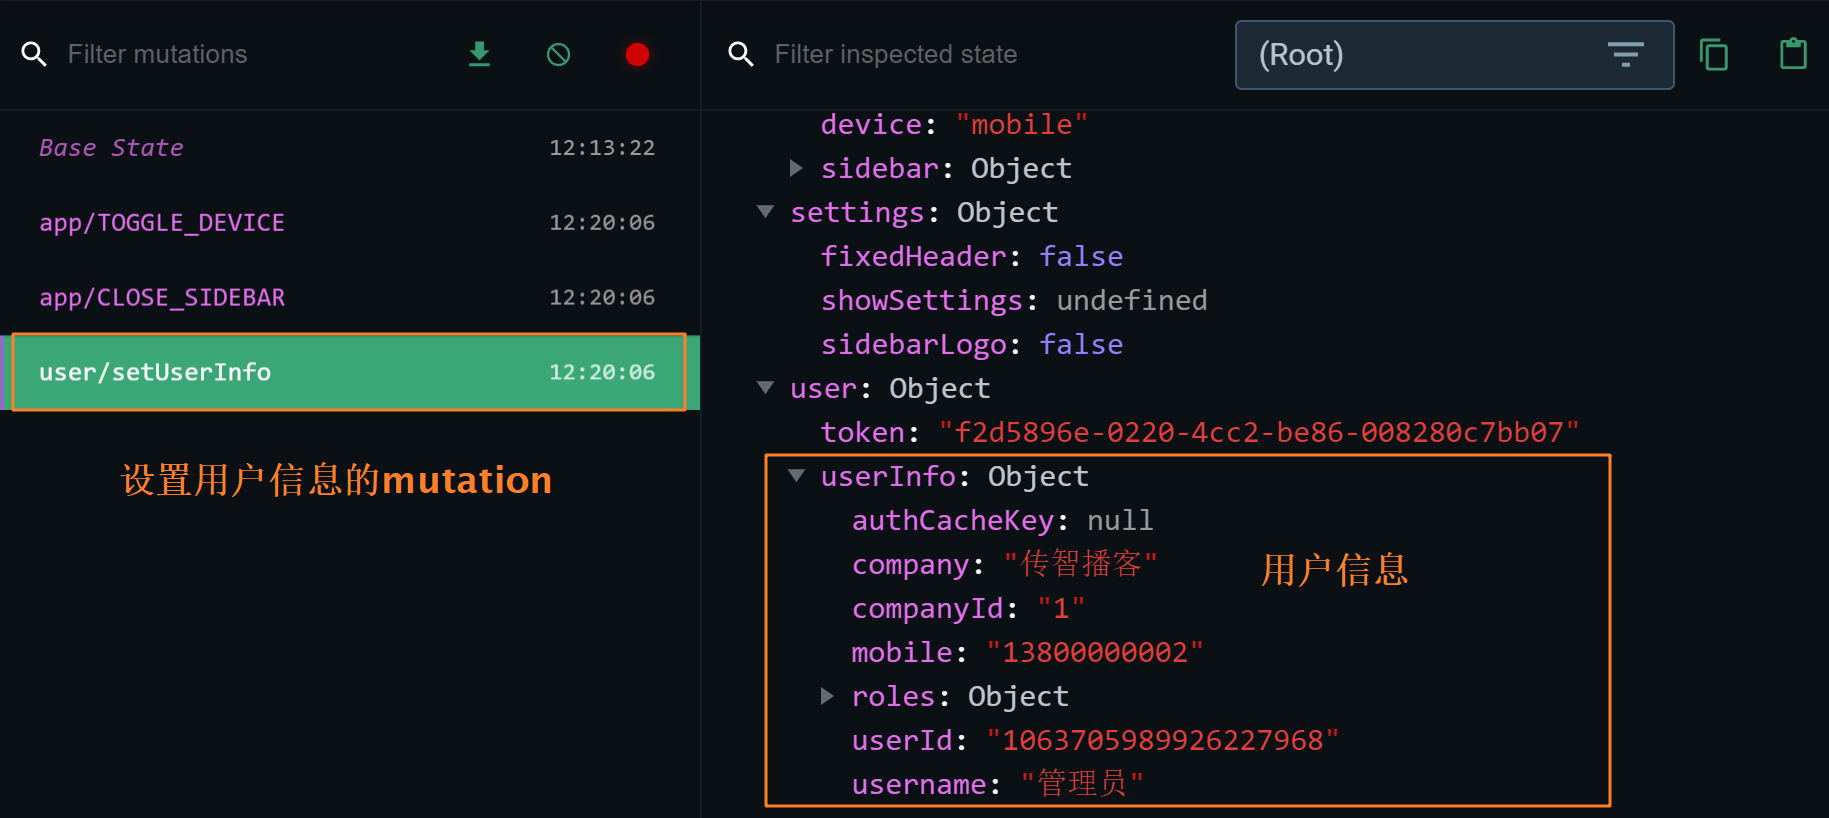 Filter mutations
Base State 12:13:22
app/TOGGLE_DEVICE 12:20:06
app/CLOSE_SIDEBAR 12:20:06
user/setUserInfo 12:20:06
设置用户信息的mutation
Filter inspected state
(Root)
device: "mobile"
sidebar: Object
settings: Object
fixedHeader: false
showSettings: undefined
sidebarLogo: false
user: Object
token: "f2d5896e-0220-4cc2-be86-008280c7bb07"
userInfo: Object
authCacheKey: null
company: "传智播客"
用户信息
companyId: "1"
mobile: "13800000002"
roles: Object
userId: "1063705989926227968"
username: "管理员"